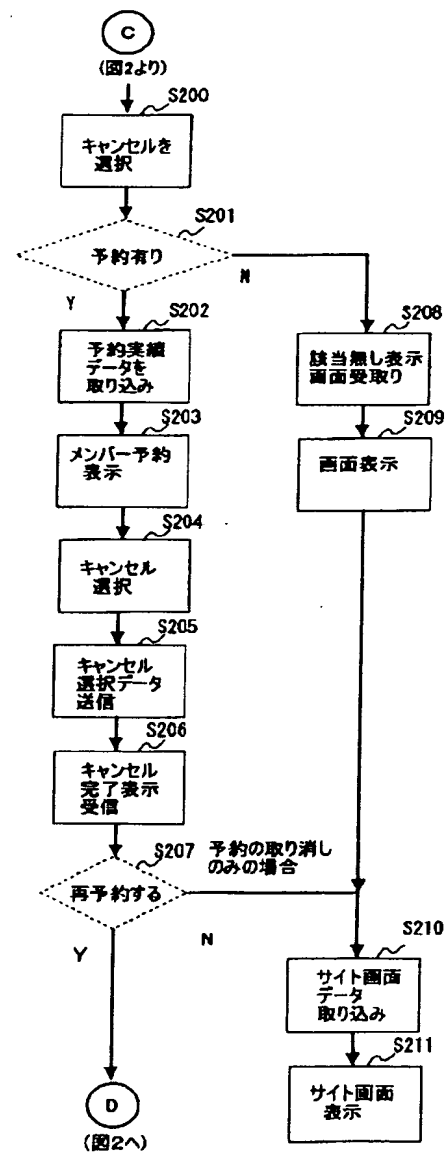 C
(図2より)
S200
キャンセルを
選択
S201
予約有り
N
Y
S202
予約実績
データを
取り込み
S208
該当無し表示
画面受取り
S203
メンバー予約
表示
S209
画面表示
S204
キャンセル
選択
S205
キャンセル
選択データ
送信
S206
キャンセル
完了表示
受信
S207
再予約する
予約の取り消し
のみの場合
Y
N
S210
サイト画面
データ
取り込み
S211
サイト画面
表示
D
(図2へ)